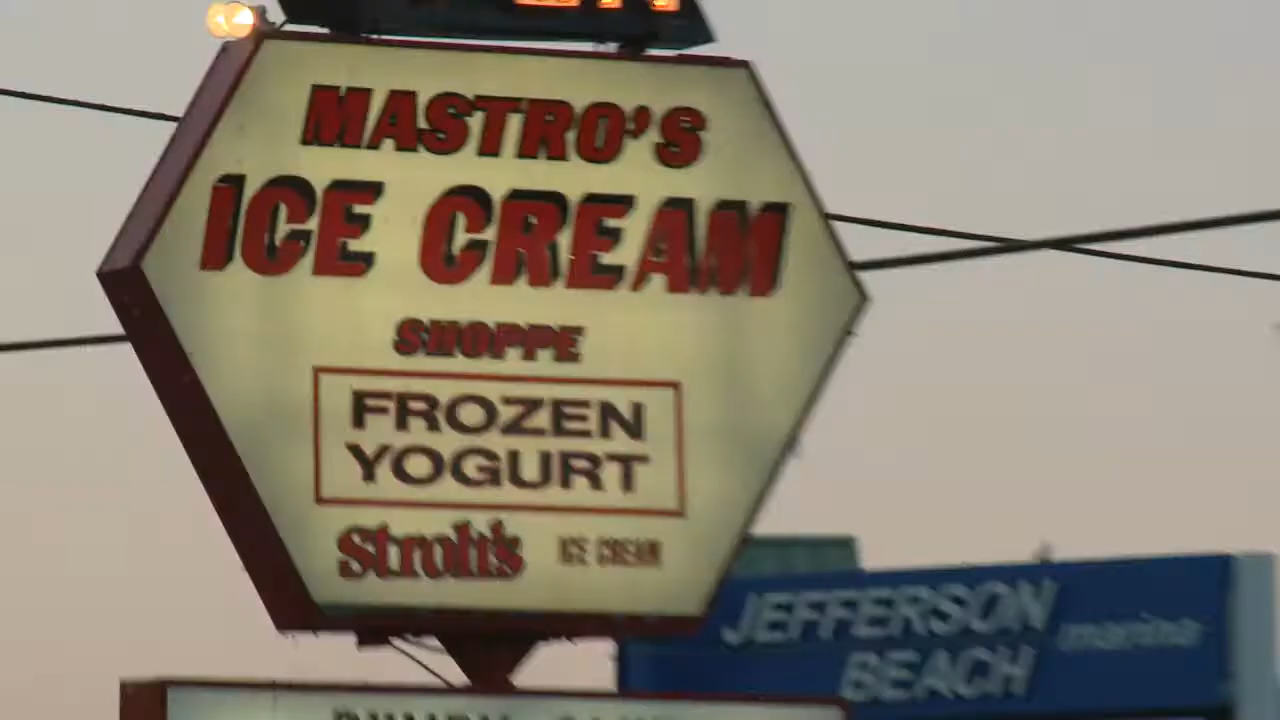 MASTRO'S
ICE CREAM
SHOPPE
FROZEN
YOGURT
Stroh's ICE CREAM
JEFFERSON marina
BEACH